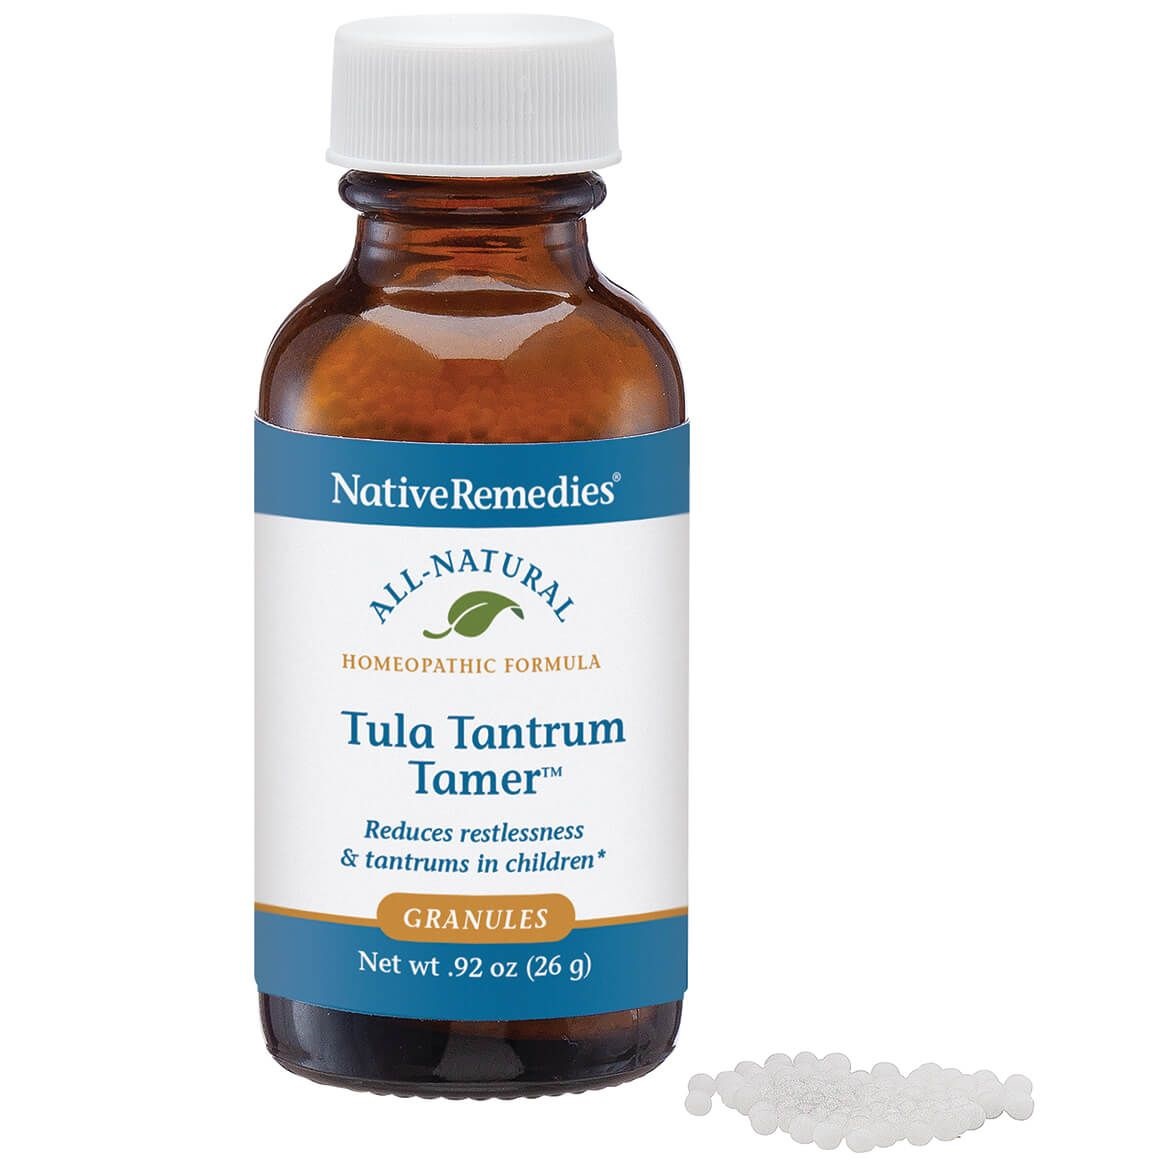 NativeRemedies®
ALL-NATURAL
HOMEOPATHIC FORMULA
Tula Tantrum
Tamer™
Reduces restlessness
& tantrums in children*
GRANULES
Net wt .92 oz (26 g)